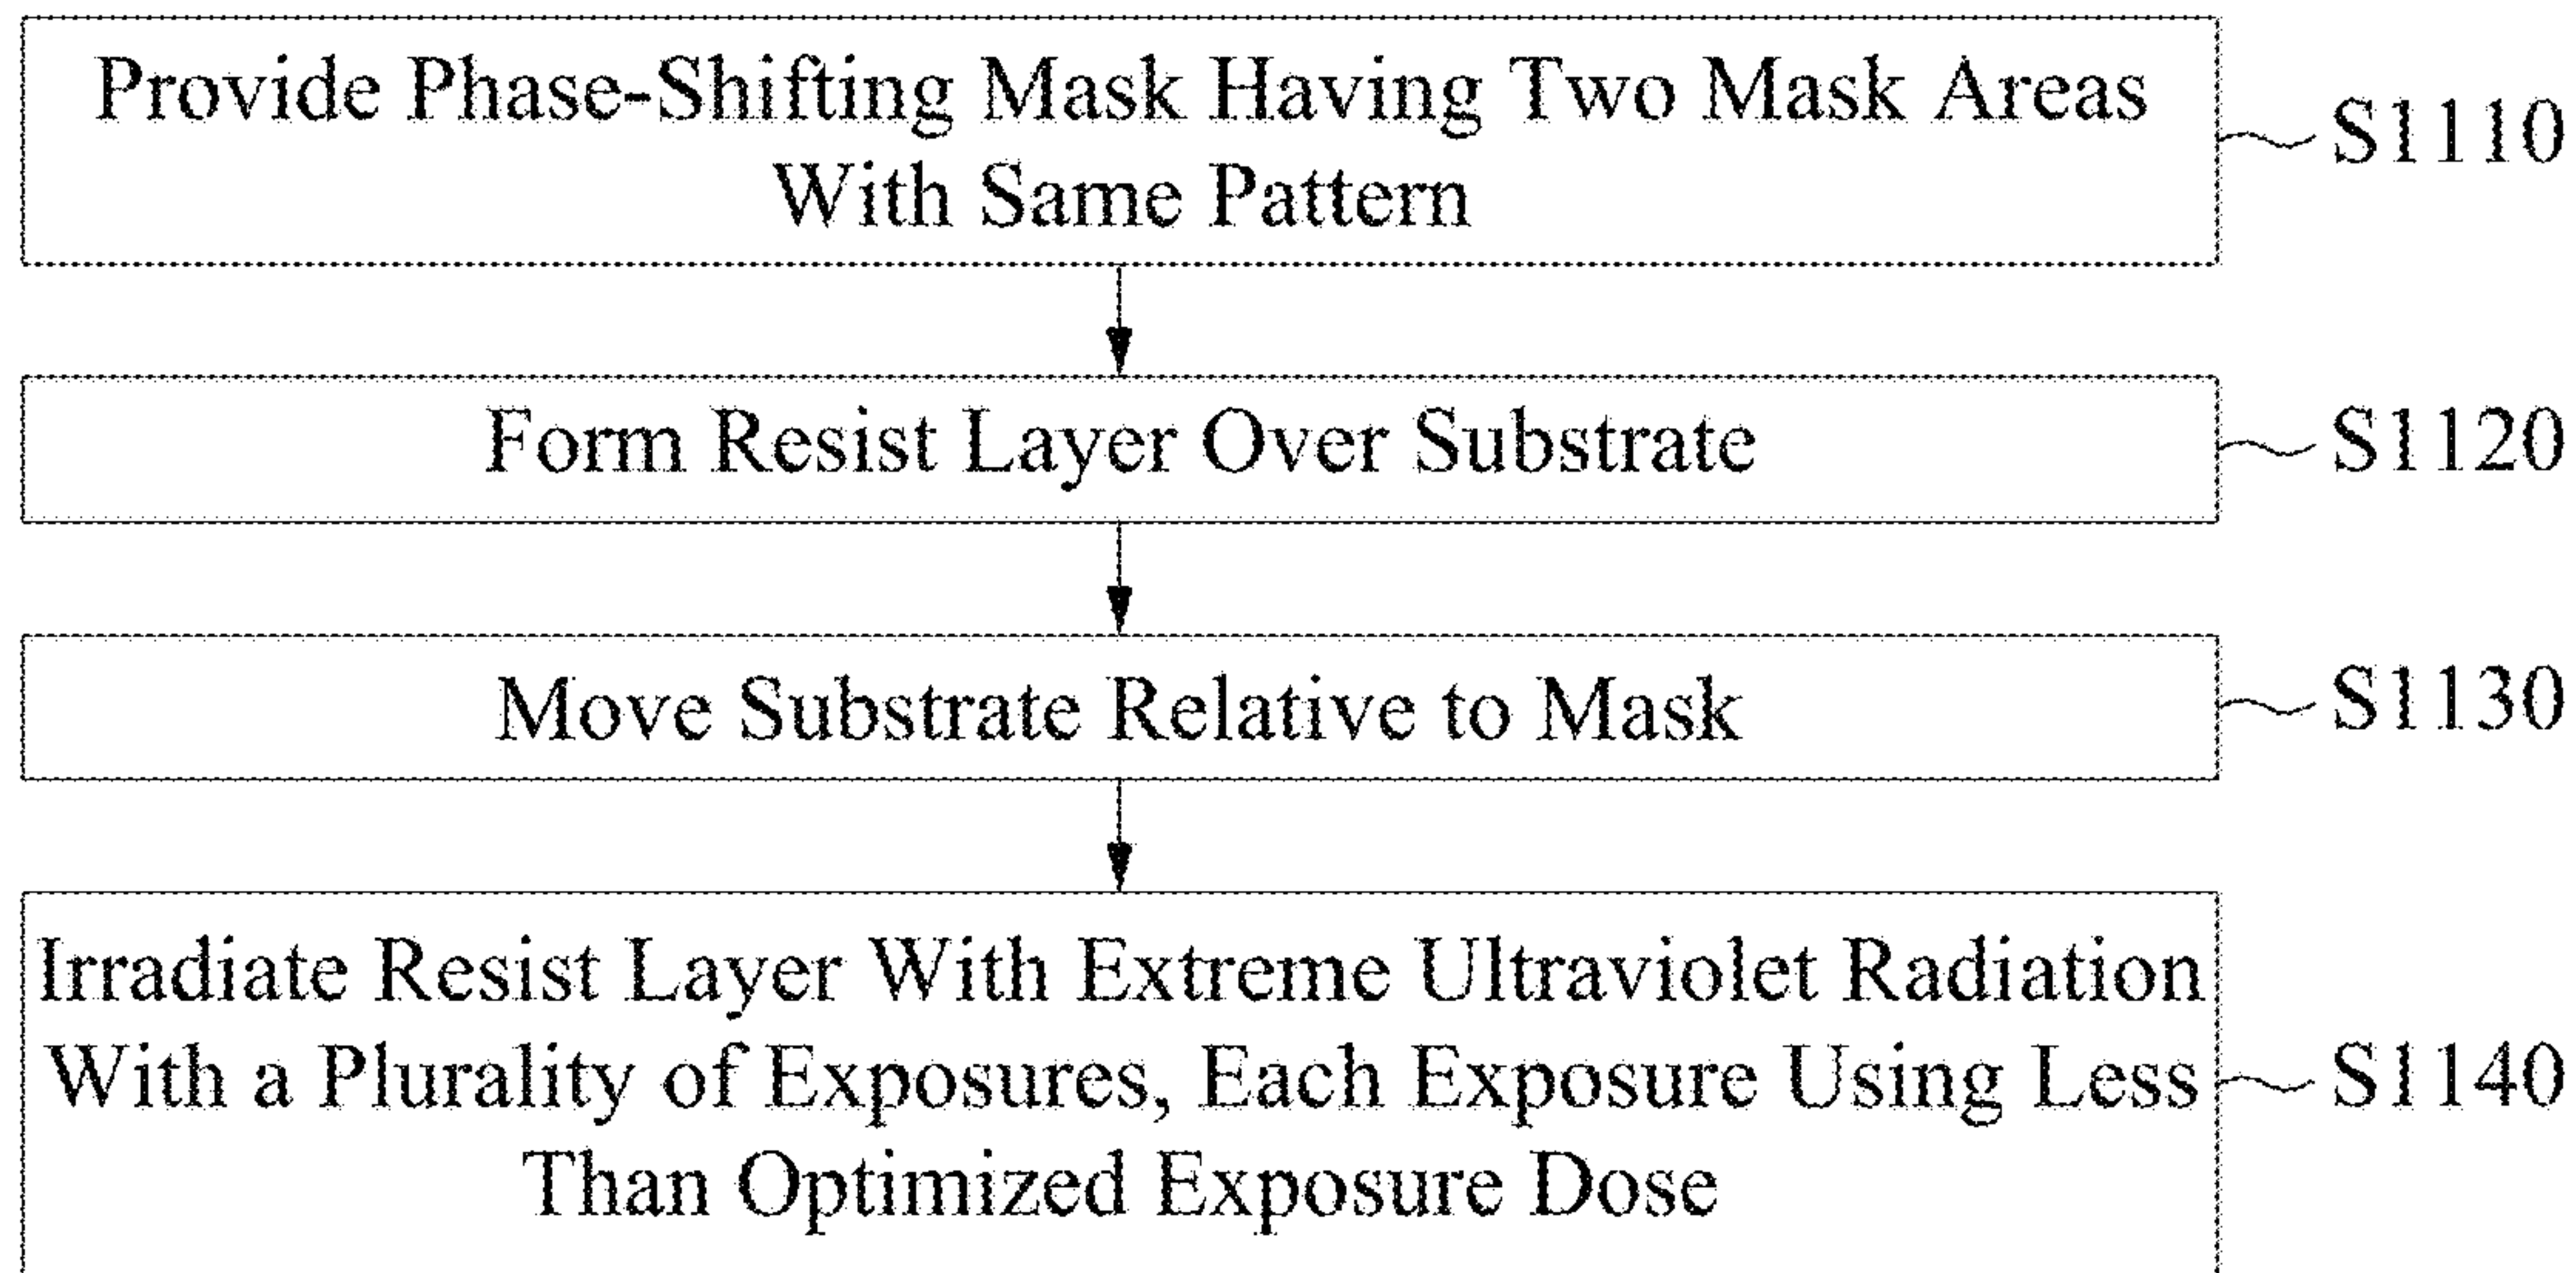 Provide Phase-Shifting Mask Having Two Mask Areas
With Same Pattern
S1110
Form Resist Layer Over Substrate
S1120
Move Substrate Relative to Mask
S1130
Irradiate Resist Layer With Extreme Ultraviolet Radiation
With a Plurality of Exposures, Each Exposure Using Less
Than Optimized Exposure Dose
S1140